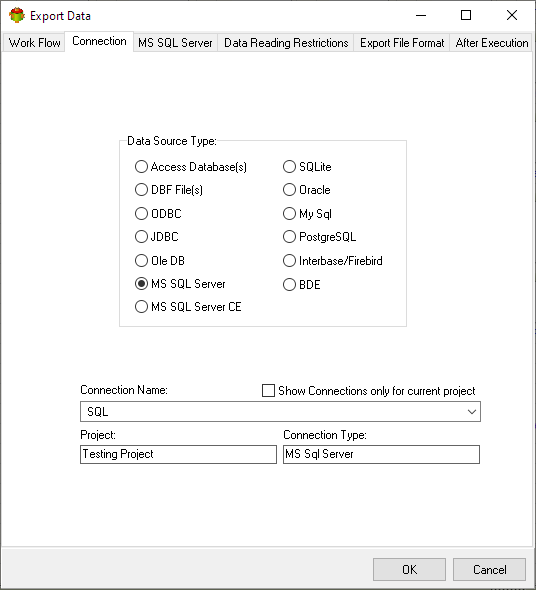 Export Data
Work Flow Connection MS SQL Server Data Reading Restrictions Export File Format After Execution
Data Source Type:
Access Database(s) SQLite
DBF File(s) Oracle
ODBC My Sql
JDBC PostgreSQL
Ole DB Interbase/Firebird
MS SQL Server BDE
MS SQL Server CE
Connection Name: Show Connections only for current project
SQL
Project: Connection Type:
Testing Project MS Sql Server
OK Cancel